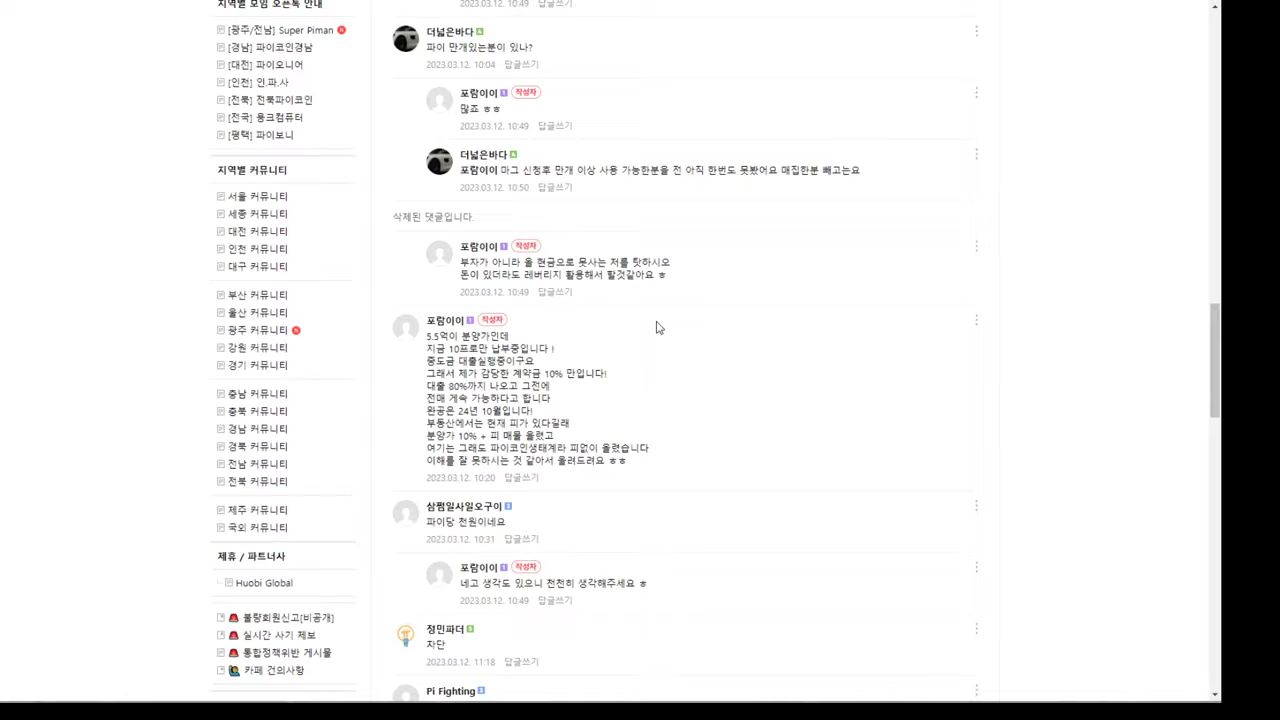 지역별 모임 오픈톡 안내
[광주/전남] Super Piman
[경남] 파이코인경남
[대전] 파이오니어
[인천] 인.파.사
[전북] 전북파이코인
[전국] 용크컴퓨터
[평택] 파이보니
지역별 커뮤니티
서울 커뮤니티
세종 커뮤니티
대전 커뮤니티
인천 커뮤니티
대구 커뮤니티
부산 커뮤니티
울산 커뮤니티
광주 커뮤니티
강원 커뮤니티
경기 커뮤니티
충남 커뮤니티
충북 커뮤니티
경남 커뮤니티
경북 커뮤니티
전남 커뮤니티
전북 커뮤니티
제주 커뮤니티
국외 커뮤니티
제휴 / 파트너사
Huobi Global
불량회원신고[비공개]
실시간 사기 제보
통합정책위반 게시물
카페 건의사항
2023.03.12. 10:49 답글쓰기
더넓은바다 4
파이 만개있는분이 있나?
2023.03.12. 10:04 답글쓰기
포람이이 1 작성자
많죠 ㅎㅎ
2023.03.12. 10:49 답글쓰기
더넓은바다 4
포람이이 마그 신청후 만개 이상 사용 가능한분을 전 아직 한번도 못봤어요 매집한분 빼고는요
2023.03.12. 10:50 답글쓰기
삭제된 댓글입니다.
포람이이 1 작성자
부자가 아니라 올 현금으로 못사는 저를 탓하시오
돈이 있더라도 레버리지 활용해서 할것같아요 ㅎ
2023.03.12. 10:49 답글쓰기
포람이이 1 작성자
5.5억이 분양가인데
지금 10프로만 납부중입니다 !
중도금 대출실행중이구요
그래서 제가 감당한 계약금 10% 만입니다!
대출 80%까지 나오고 그전에
전매 게속 가능하다고 합니다
완공은 24년 10월입니다!
부동산에서는 현재 피가 있다길래
분양가 10% + 피 매물 올렸고
여기는 그래도 파이코인생태계라 피없이 올렸습니다
이해를 잘 못하시는 것 같아서 올려드려요 ㅎㅎ
2023.03.12. 10:20 답글쓰기
삼쩜일사일오구이 3
파이당 천원이네요
2023.03.12. 10:31 답글쓰기
포람이이 1 작성자
네고 생각도 있으니 천천히 생각해주세요 ㅎ
2023.03.12. 10:49 답글쓰기
정민파더 5
차단
2023.03.12. 11:18 답글쓰기
Pi Fighting 3